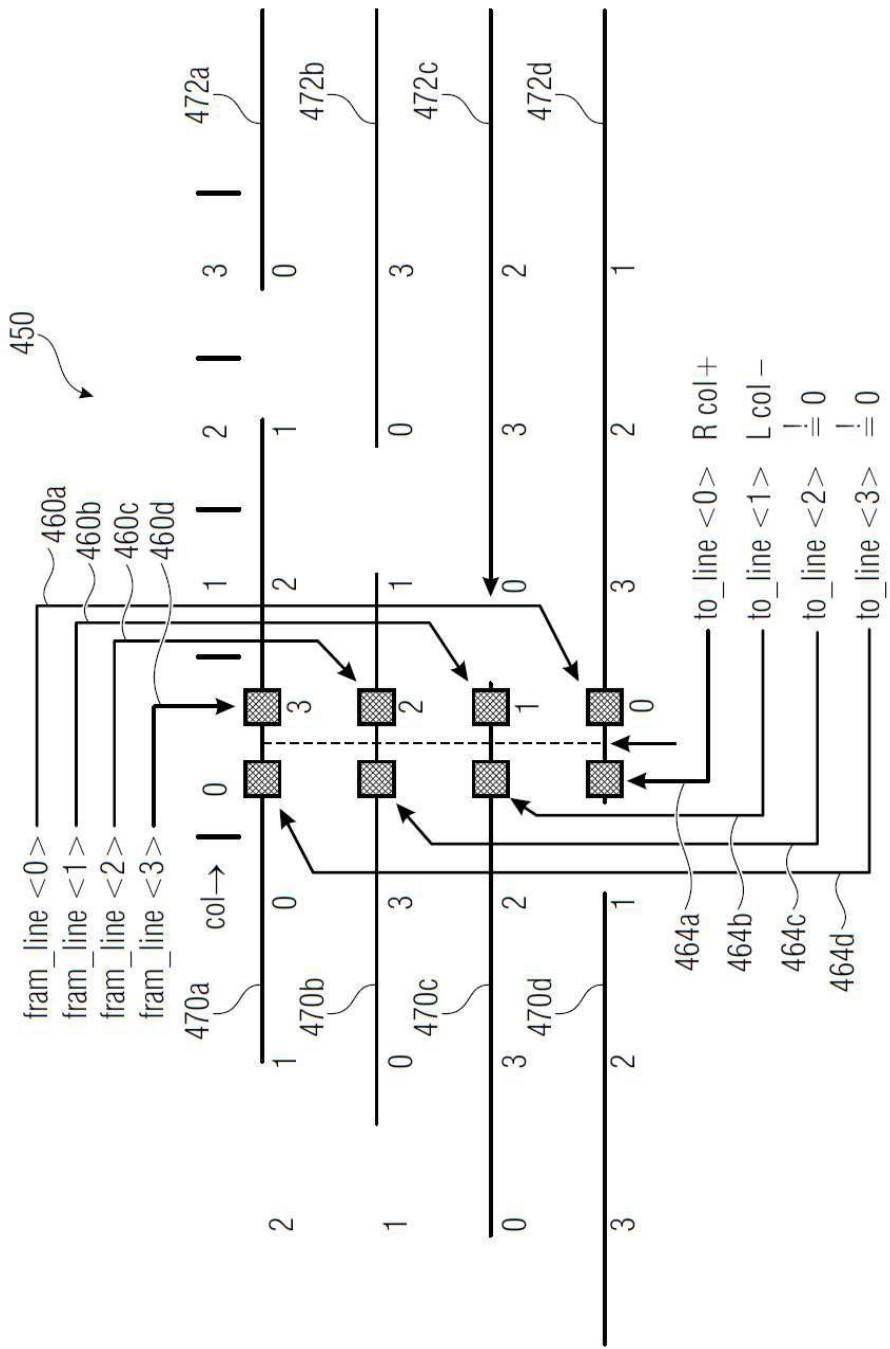 450
460a
460b
460c
460d
fram_line <0>
fram_line <1>
fram_line <2>
fram_line <3>
col→ 0 1 2 3
470a 472a
2 1 0 3 2 1 0
470b 472b
1 0 3 2 1 0 3
470c 472c
0 3 2 1 0 3 2
470d 472d
3 2 1 0 3 2 1
464a
464b
464c
464d
to_line <0> R col+
to_line <1> L col−
to_line <2> != 0
to_line <3> != 0